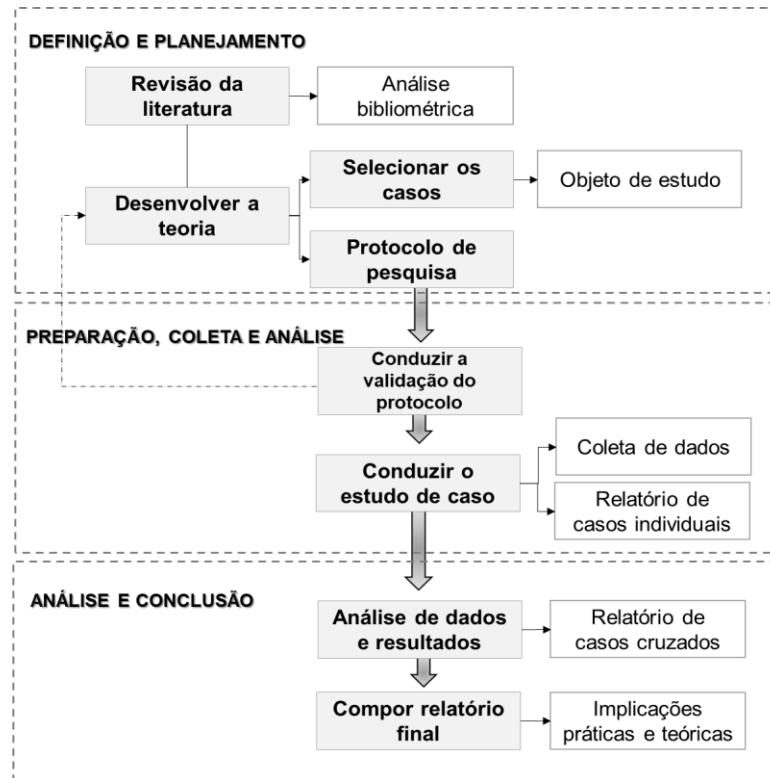 DEFINIÇÃO E PLANEJAMENTO
Revisão da
literatura
Análise
bibliométrica
Desenvolver a
teoria
Selecionar os
casos
Objeto de estudo
Protocolo de
pesquisa
PREPARAÇÃO, COLETA E ANÁLISE
Conduzir a
validação do
protocolo
Conduzir o
estudo de caso
Coleta de dados
Relatório de
casos individuais
ANÁLISE E CONCLUSÃO
Análise de dados
e resultados
Relatório de
casos cruzados
Compor relatório
final
Implicações
práticas e teóricas